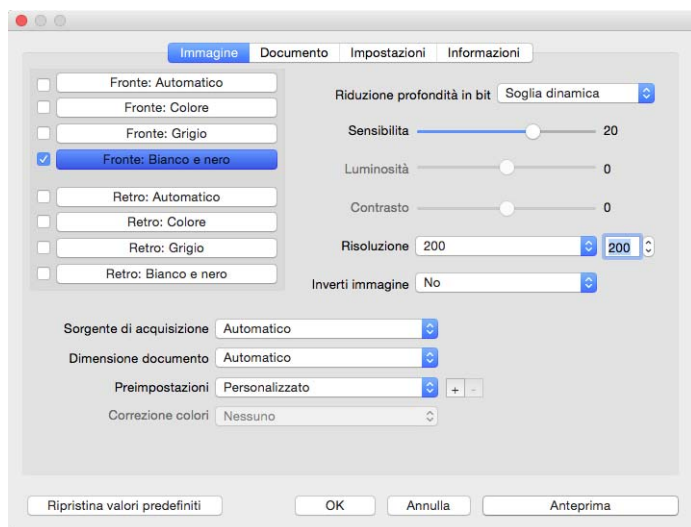 Immagine Documento Impostazioni Informazioni
Fronte: Automatico
Fronte: Colore
Fronte: Grigio
Fronte: Bianco e nero
Retro: Automatico
Retro: Colore
Retro: Grigio
Retro: Bianco e nero
Riduzione profondità in bit Soglia dinamica
Sensibilita 20
Luminosità 0
Contrasto 0
Risoluzione 200 200
Inverti immagine No
Sorgente di acquisizione Automatico
Dimensione documento Automatico
Preimpostazioni Personalizzato + -
Correzione colori Nessuno
Ripristina valori predefiniti OK Annulla Anteprima